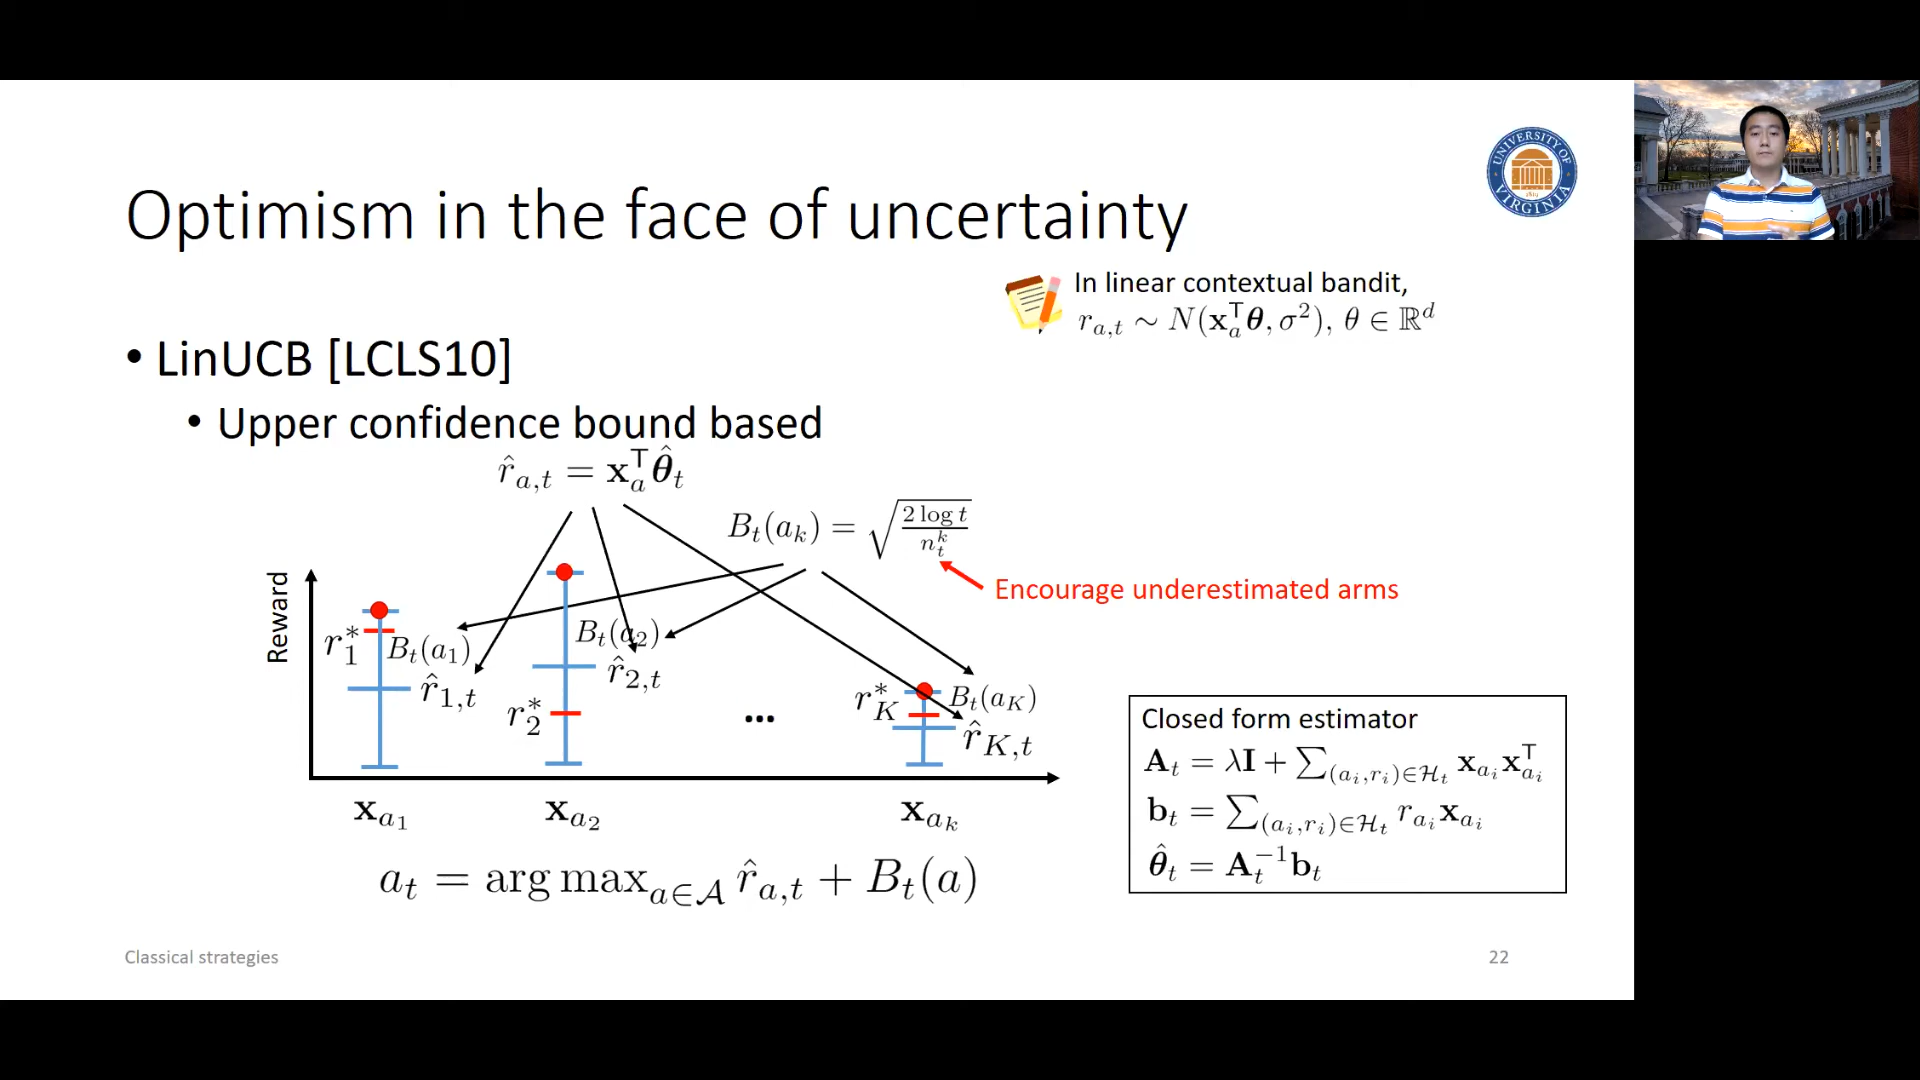 UNIVERSITY OF VIRGINIA
1819
Optimism in the face of uncertainty
In linear contextual bandit,
r_{a,t} ∼ N(x_a^⊤θ, σ²), θ ∈ ℝ^d
• LinUCB [LCLS10]
• Upper confidence bound based
r̂_{a,t} = x_a^⊤ θ̂_t
B_t(a_k) = √(2 log t / n_t^k)
Encourage underestimated arms
Reward
r_1^* B_t(a_1) r̂_{1,t}
r_2^* B_t(a_2) r̂_{2,t}
...
r_K^* B_t(a_K) r̂_{K,t}
x_{a_1} x_{a_2} x_{a_k}
a_t = arg max_{a∈𝒜} r̂_{a,t} + B_t(a)
Closed form estimator
A_t = λI + ∑_{(a_i,r_i)∈ℋ_t} x_{a_i} x_{a_i}^⊤
b_t = ∑_{(a_i,r_i)∈ℋ_t} r_{a_i} x_{a_i}
θ̂_t = A_t^{-1} b_t
Classical strategies
22